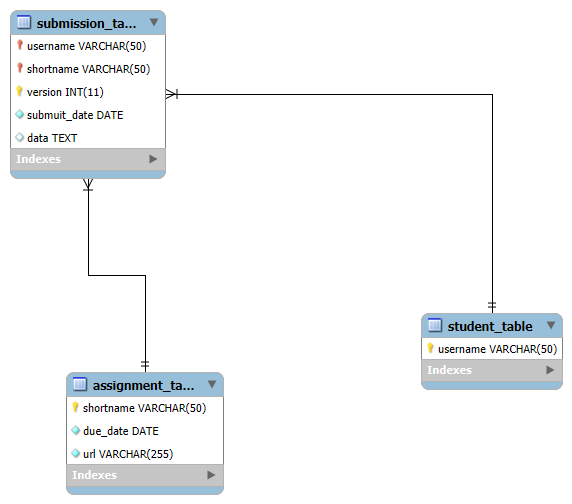 submission_ta...
username VARCHAR(50)
shortname VARCHAR(50)
version INT(11)
submuit_date DATE
data TEXT
Indexes
student_table
username VARCHAR(50)
Indexes
assignment_ta...
shortname VARCHAR(50)
due_date DATE
url VARCHAR(255)
Indexes